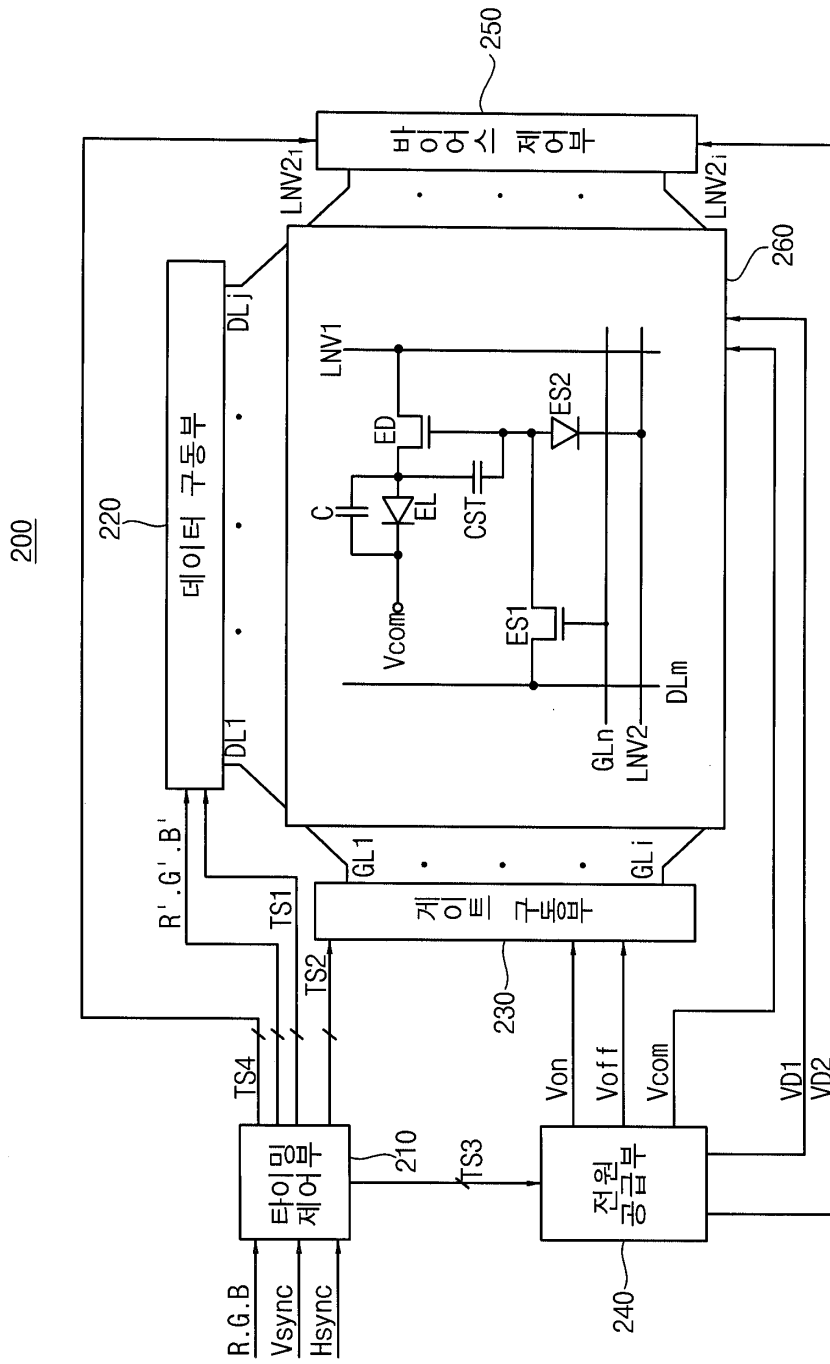 200
R.G.B
Vsync
Hsync
타이밍
제어부
210
TS4
R'.G'.B'
TS1
TS2
TS3
220
데이터 구동부
DL1
DLj
230
게이트 구동부
GL1
GLi
240
전원
공급부
Von
Voff
Vcom
VD1
VD2
250
바이어스 제어부
LNV2₁
LNV2i
260
LNV1
ED
C
EL
CST
ES2
Vcom
ES1
GLn
LNV2
DLm